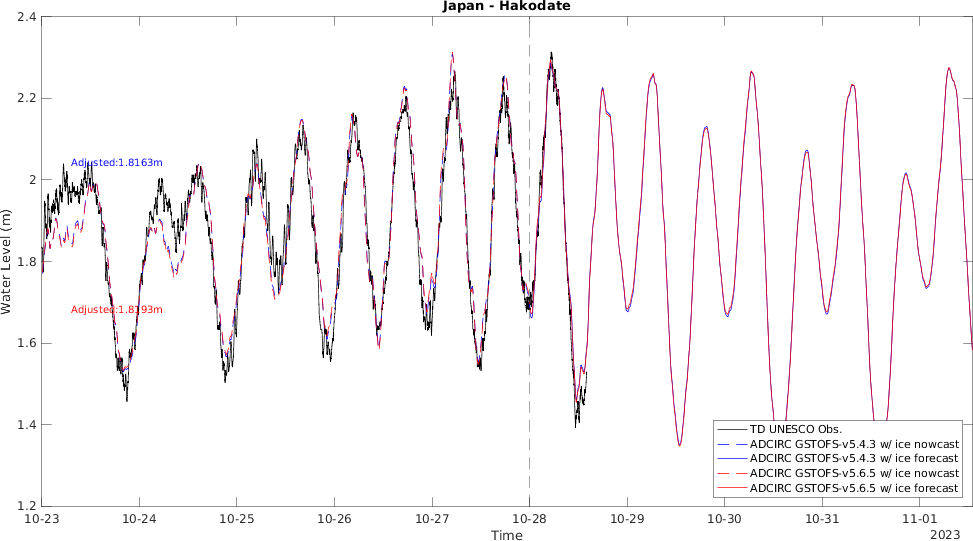 Japan - Hakodate
Water Level (m)
2.4
2.2
2
1.8
1.6
1.4
1.2
Adjusted:1.8163m
Adjusted:1.8193m
TD UNESCO Obs.
ADCIRC GSTOFS-v5.4.3 w/ ice nowcast
ADCIRC GSTOFS-v5.4.3 w/ ice forecast
ADCIRC GSTOFS-v5.6.5 w/ ice nowcast
ADCIRC GSTOFS-v5.6.5 w/ ice forecast
10-23 10-24 10-25 10-26 10-27 10-28 10-29 10-30 10-31 11-01
Time
2023